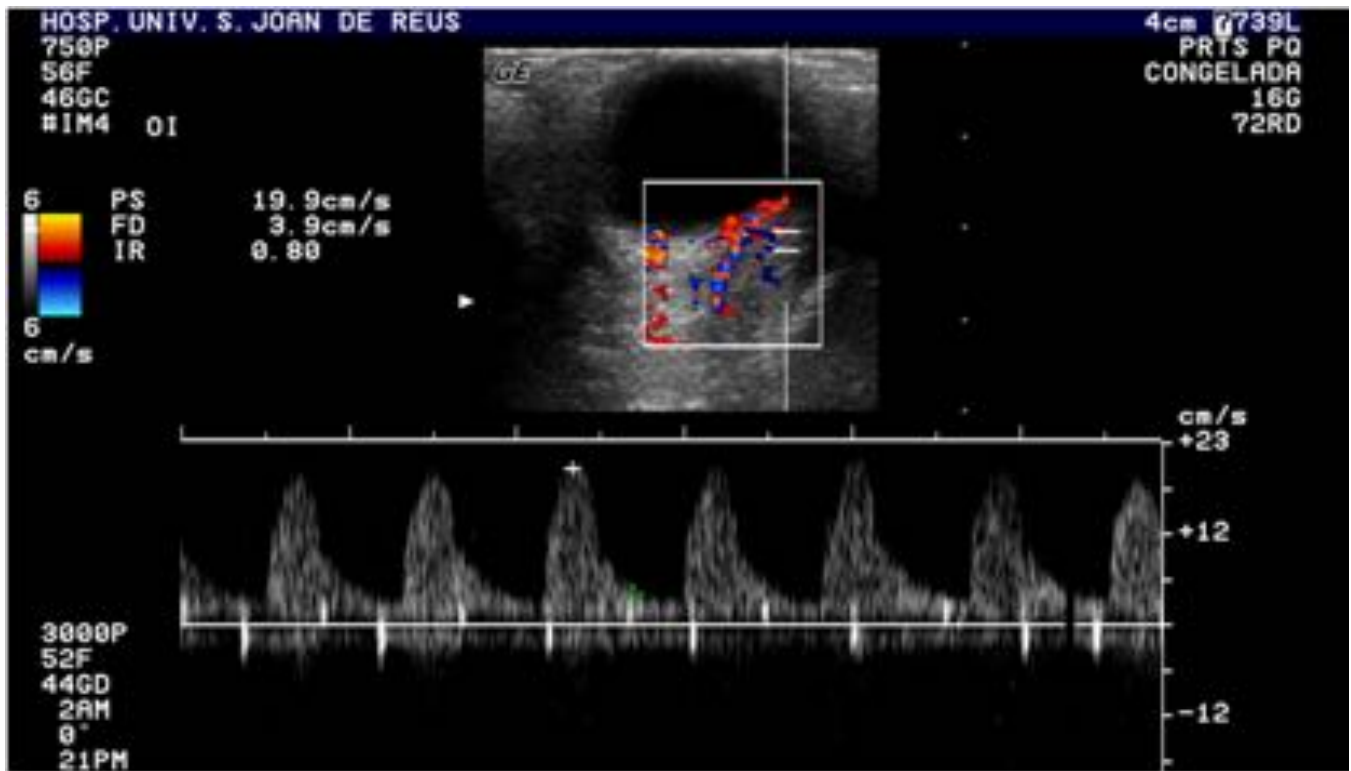 HOSP.UNIV.S.JOAN DE REUS
750P
56F
46GC
#IM4 OI
4cm 739L
PRTS PQ
CONGELADA
16G
72RD
GE
6
PS 19.9cm/s
FD 3.9cm/s
IR 0.80
6
cm/s
cm/s
+23
+12
-12
3000P
52F
44GD
2AM
0°
21PM